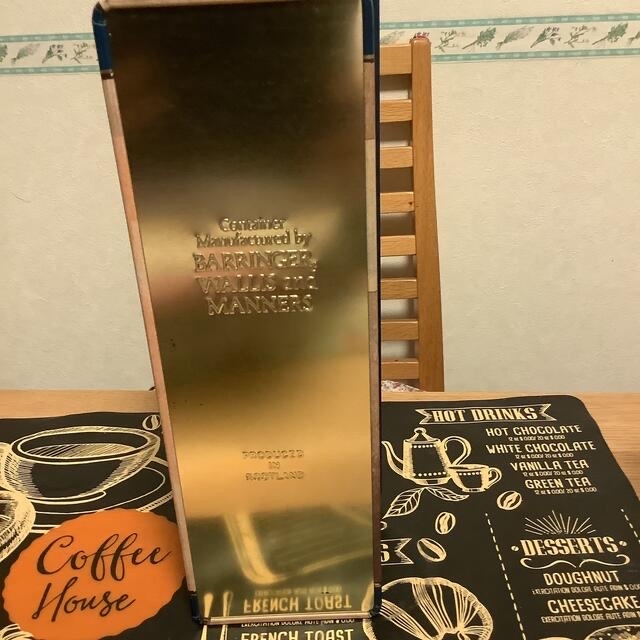 Container
Manufactured by
BARRINGER,
WALLIS and
MANNERS
PRODUCED
IN
SCOTLAND
Coffee
House
HOT DRINKS
HOT CHOCOLATE
WHITE CHOCOLATE
VANILLA TEA
GREEN TEA
DESSERTS
DOUGHNUT
CHEESECAKE
FRENCH TOAST
FRENCH TOAST